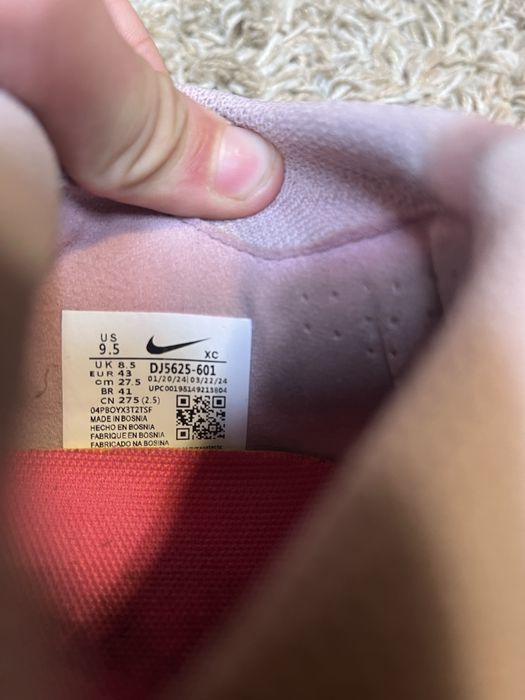 US
9.5
XC
UK 8.5
EUR 43
cm 27.5
BR 41
CN 275 (2.5)
DJ5625-601
01/20/24|03/22/24
UPC00195149213804
04PBOYX3T2TSF
MADE IN BOSNIA
HECHO EN BOSNIA
FABRIQUE EN BOSNIA
FABRICADO NA BOSINA